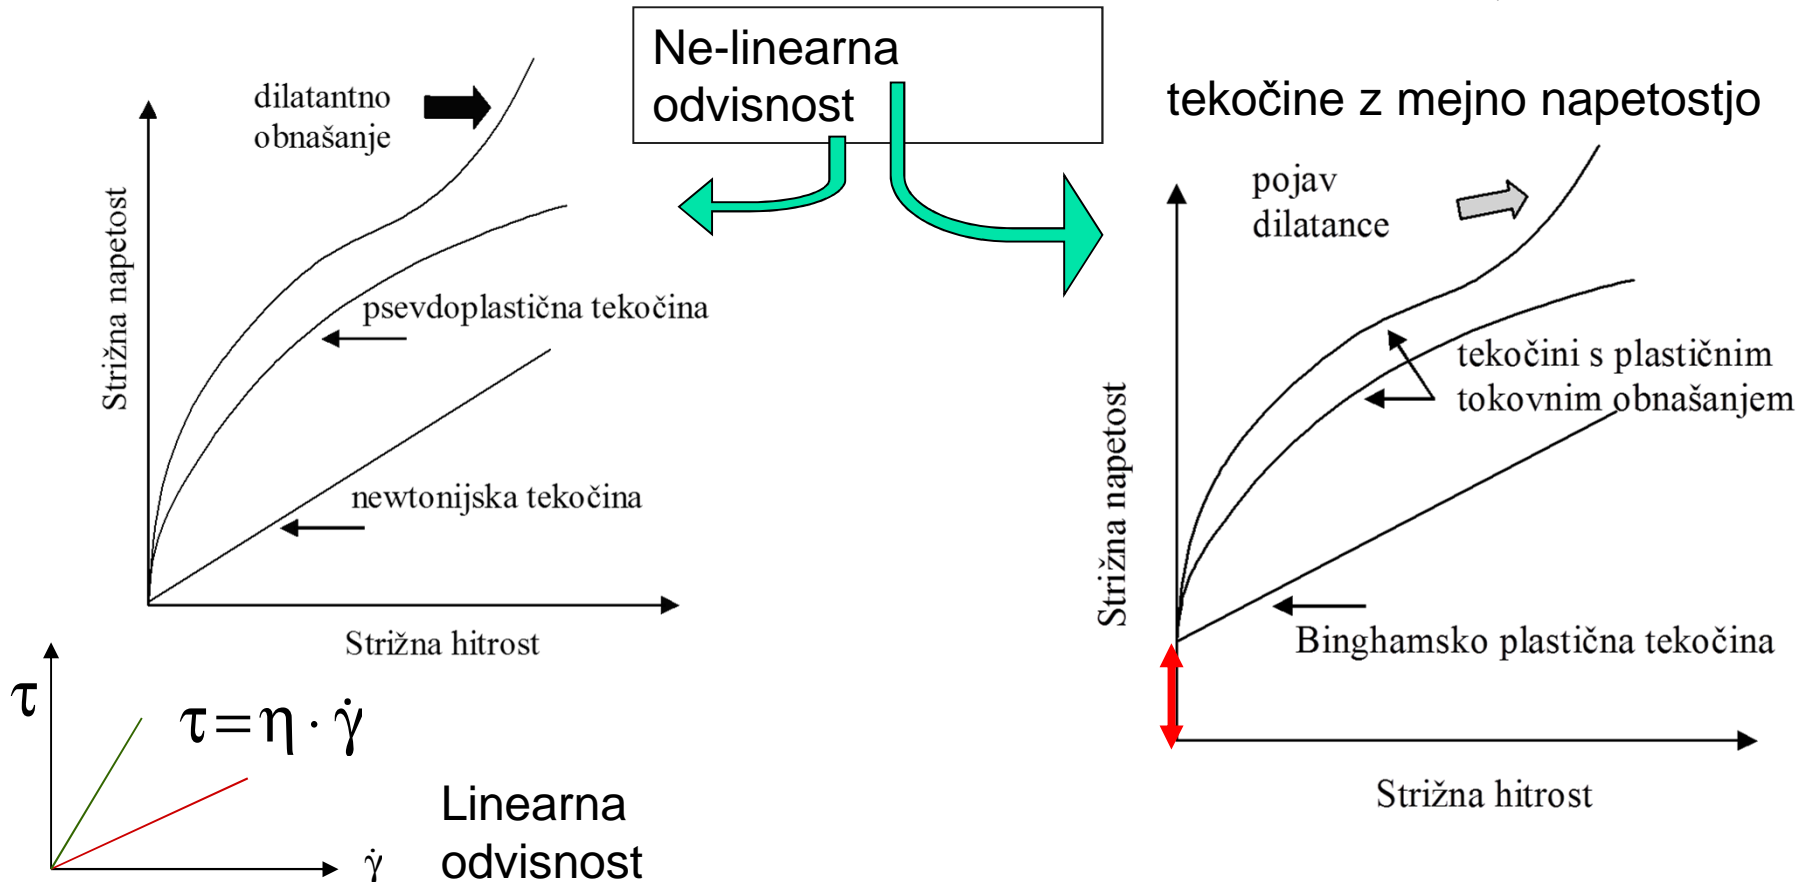 Ne-linearna
odvisnost
dilatantno
obnašanje
Strižna napetost
psevdoplastična tekočina
newtonijska tekočina
Strižna hitrost
tekočine z mejno napetostjo
pojav
dilatance
Strižna napetost
tekočini s plastičnim
tokovnim obnašanjem
Binghamsko plastična tekočina
Strižna hitrost
τ
τ=η·γ̇
γ̇
Linearna
odvisnost